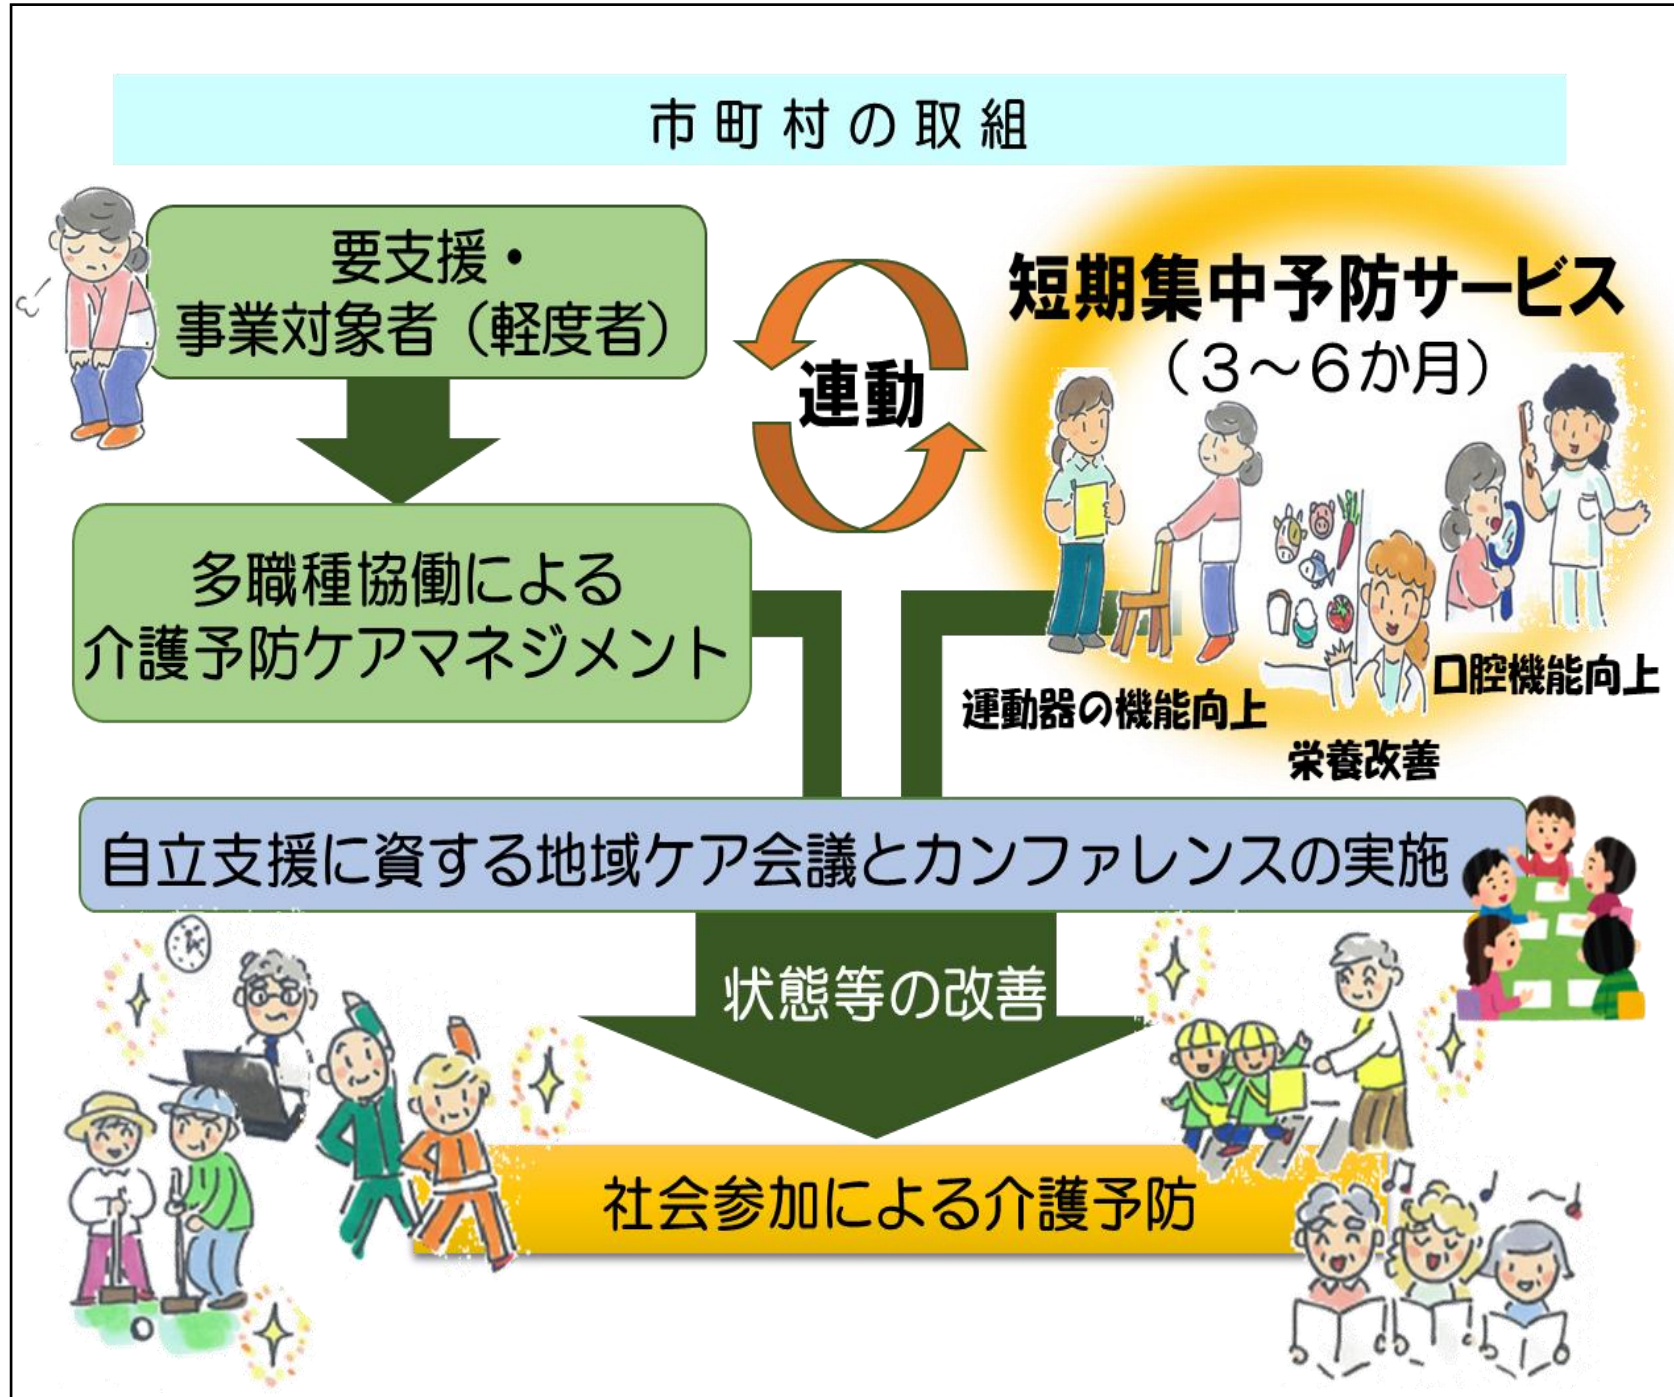 市町村の取組
要支援・
事業対象者（軽度者）
連動
短期集中予防サービス
（３～６か月）
多職種協働による
介護予防ケアマネジメント
運動器の機能向上
口腔機能向上
栄養改善
自立支援に資する地域ケア会議とカンファレンスの実施
状態等の改善
社会参加による介護予防